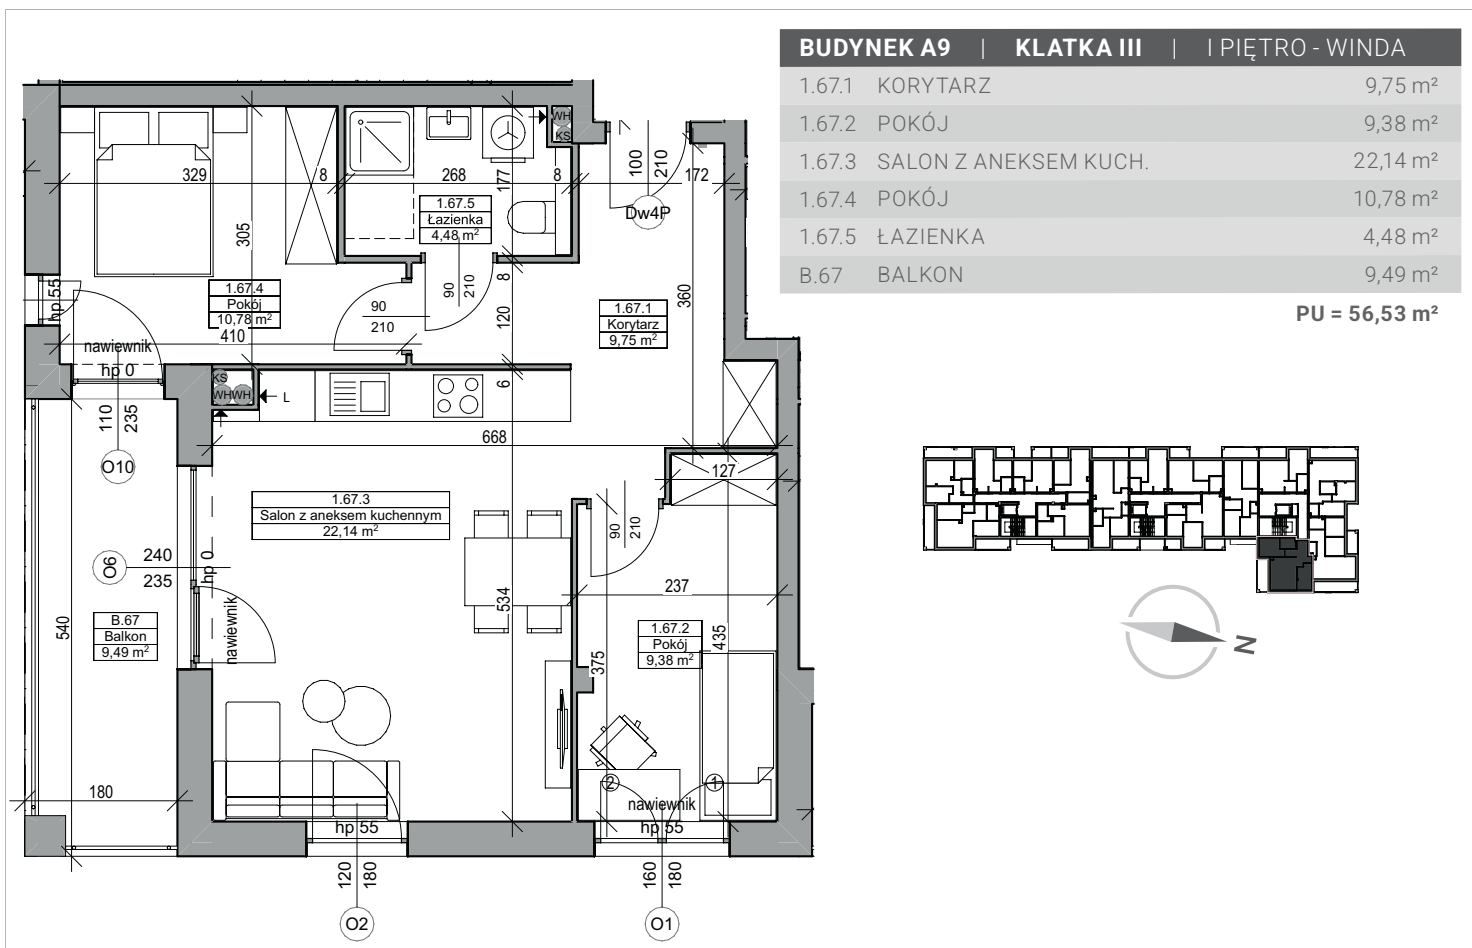 BUDYNEK A9 | KLATKA III | I PIĘTRO - WINDA
1.67.1 KORYTARZ 9,75 m²
1.67.2 POKÓJ 9,38 m²
1.67.3 SALON Z ANEKSEM KUCH. 22,14 m²
1.67.4 POKÓJ 10,78 m²
1.67.5 ŁAZIENKA 4,48 m²
B.67 BALKON 9,49 m²
PU = 56,53 m²
WH
KS
100
210
329
8
268
177
8
172
Dw4P
1.67.5
Łazienka
4,48 m²
305
hp 55
1.67.4
Pokój
10,78 m²
410
90
210
90
210
8
120
360
1.67.1
Korytarz
9,75 m²
nawiewnik
hp 0
KS
WH WH
L
6
110
235
O10
668
127
1.67.3
Salon z aneksem kuchennym
22,14 m²
90
210
O6
240
235
hp 0
nawiewnik
534
237
540
B.67
Balkon
9,49 m²
1.67.2
Pokój
9,38 m²
435
375
180
2
1
nawiewnik
hp 55
hp 55
120
180
160
180
O2
O1
N